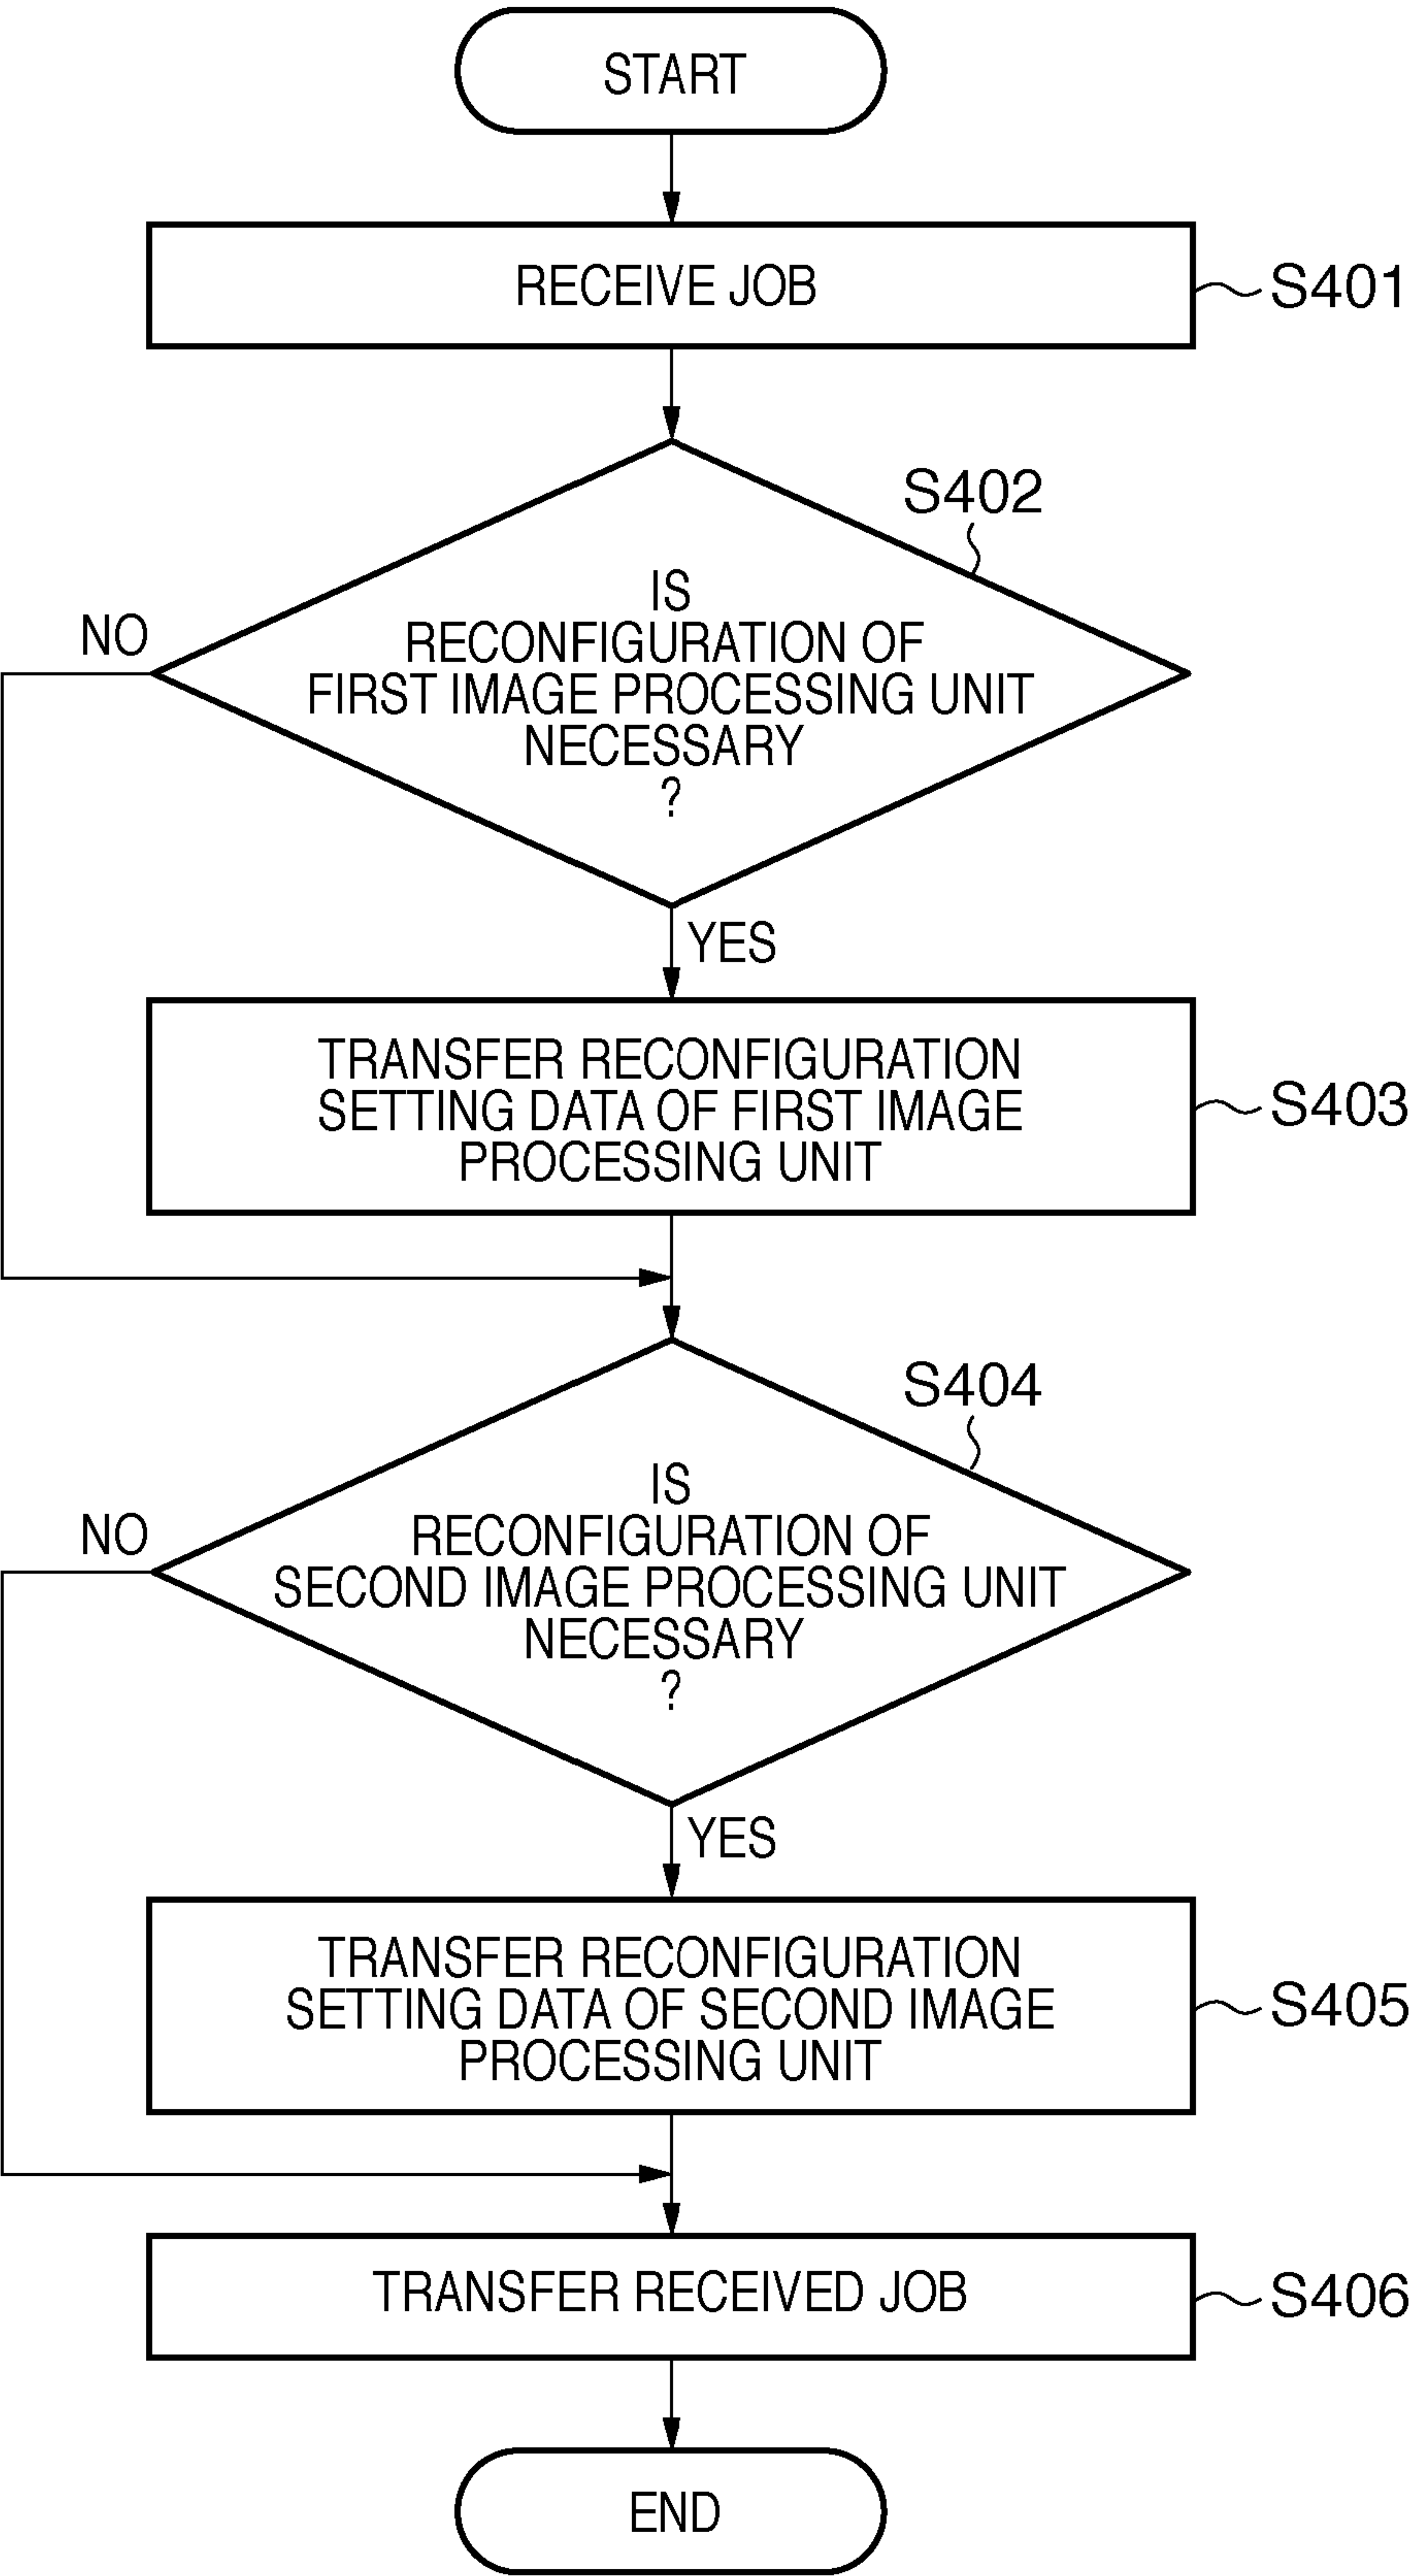 START
RECEIVE JOB
S401
S402
IS
RECONFIGURATION OF
FIRST IMAGE PROCESSING UNIT
NECESSARY
?
NO
YES
TRANSFER RECONFIGURATION
SETTING DATA OF FIRST IMAGE
PROCESSING UNIT
S403
S404
IS
RECONFIGURATION OF
SECOND IMAGE PROCESSING UNIT
NECESSARY
?
NO
YES
TRANSFER RECONFIGURATION
SETTING DATA OF SECOND IMAGE
PROCESSING UNIT
S405
TRANSFER RECEIVED JOB
S406
END